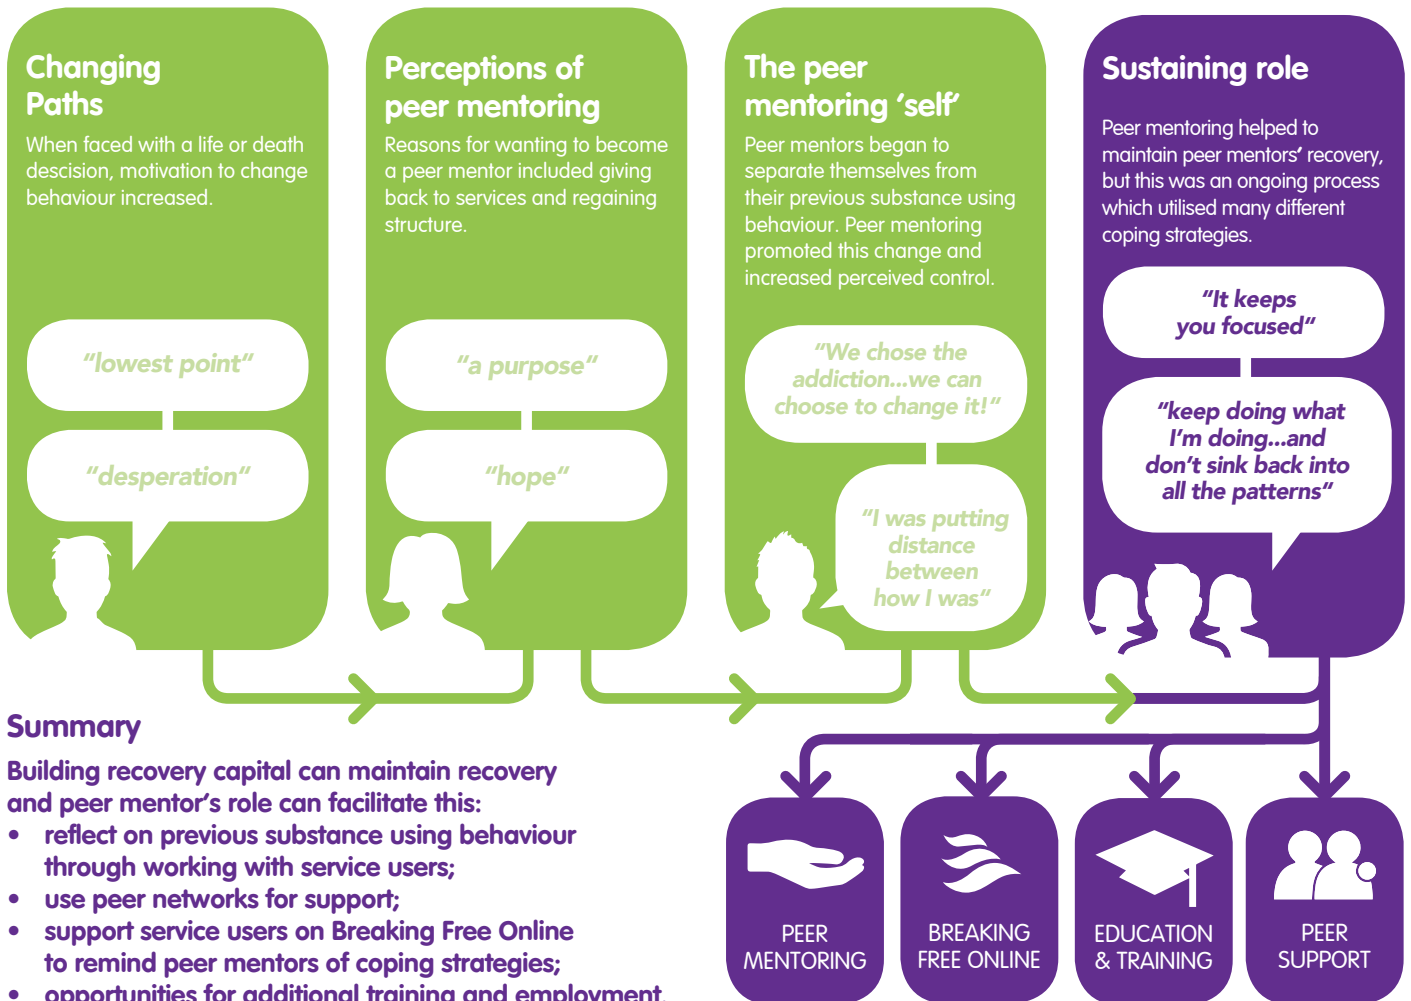 Changing
Paths
When faced with a life or death
descision, motivation to change
behaviour increased.
"lowest point"
"desperation"
Perceptions of
peer mentoring
Reasons for wanting to become
a peer mentor included giving
back to services and regaining
structure.
"a purpose"
"hope"
The peer
mentoring 'self'
Peer mentors began to
separate themselves from
their previous substance using
behaviour. Peer mentoring
promoted this change and
increased perceived control.
"We chose the
addiction...we can
choose to change it!"
"I was putting
distance
between
how I was"
Sustaining role
Peer mentoring helped to
maintain peer mentors' recovery,
but this was an ongoing process
which utilised many different
coping strategies.
"It keeps
you focused"
"keep doing what
I'm doing...and
don't sink back into
all the patterns"
Summary
Building recovery capital can maintain recovery
and peer mentor's role can facilitate this:
• reflect on previous substance using behaviour
through working with service users;
• use peer networks for support;
• support service users on Breaking Free Online
to remind peer mentors of coping strategies;
• opportunities for additional training and employment.
PEER
MENTORING
BREAKING
FREE ONLINE
EDUCATION
& TRAINING
PEER
SUPPORT